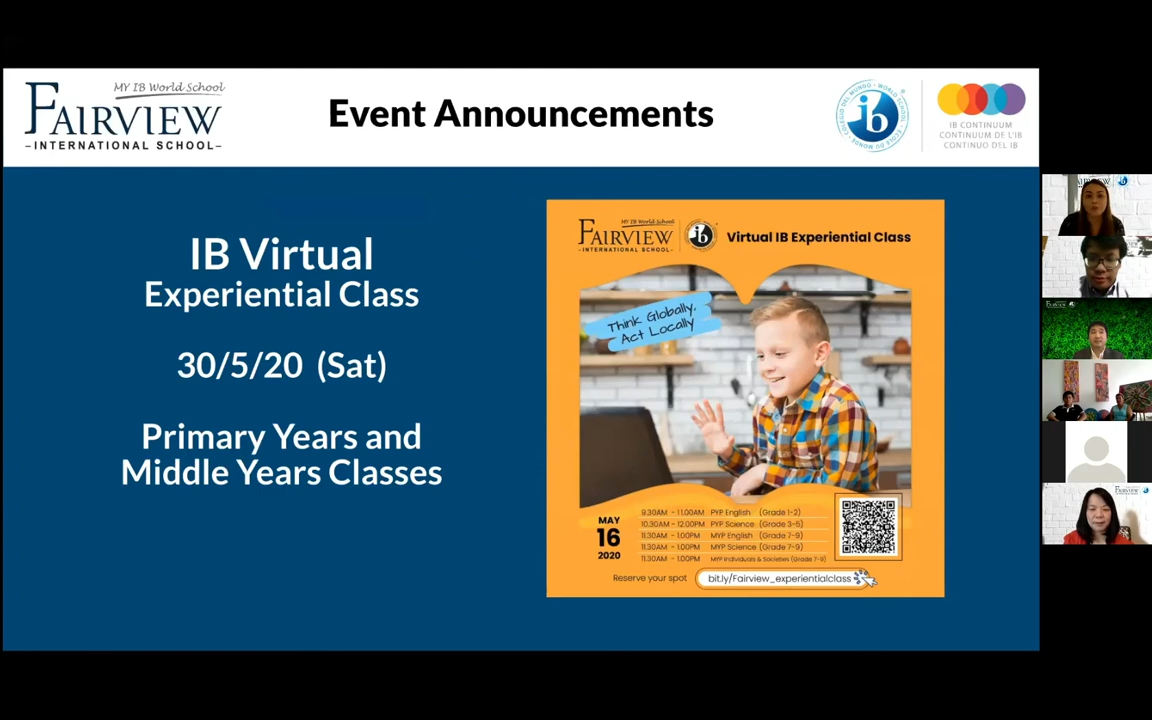 MY IB World School
FAIRVIEW
-INTERNATIONAL SCHOOL-
Event Announcements
ib
IB CONTINUUM
CONTINUUM DE L'IB
CONTINUO DEL IB
IB Virtual
Experiential Class
30/5/20 (Sat)
Primary Years and
Middle Years Classes
MY IB World School
FAIRVIEW
-INTERNATIONAL SCHOOL-
ib
Virtual IB Experiential Class
Think Globally,
Act Locally
MAY
16
2020
9.30AM - 11.00AM PYP English (Grade 1-2)
10.30AM - 12.00PM PYP Science (Grade 3-5)
11.30AM - 1.00PM MYP English (Grade 7-9)
11.30AM - 1.00PM MYP Science (Grade 7-9)
11.30AM - 1.00PM MYP Individuals & Societies (Grade 7-9)
Reserve your spot
bit.ly/Fairview_experientialclass